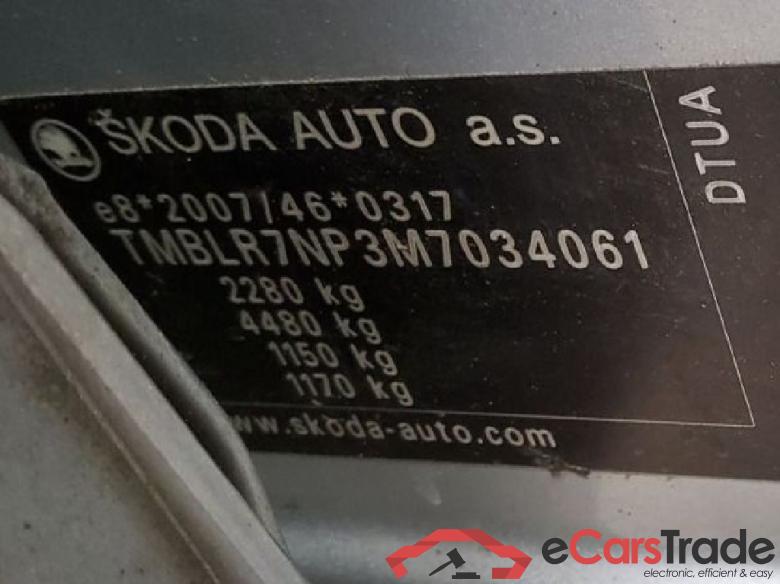 ŠKODA AUTO a.s.
DTUA
e8*2007/46*0317
TMBLR7NP3M7034061
2280 kg
4480 kg
1150 kg
1170 kg
www.skoda-auto.com
eCarsTrade
electronic, efficient & easy